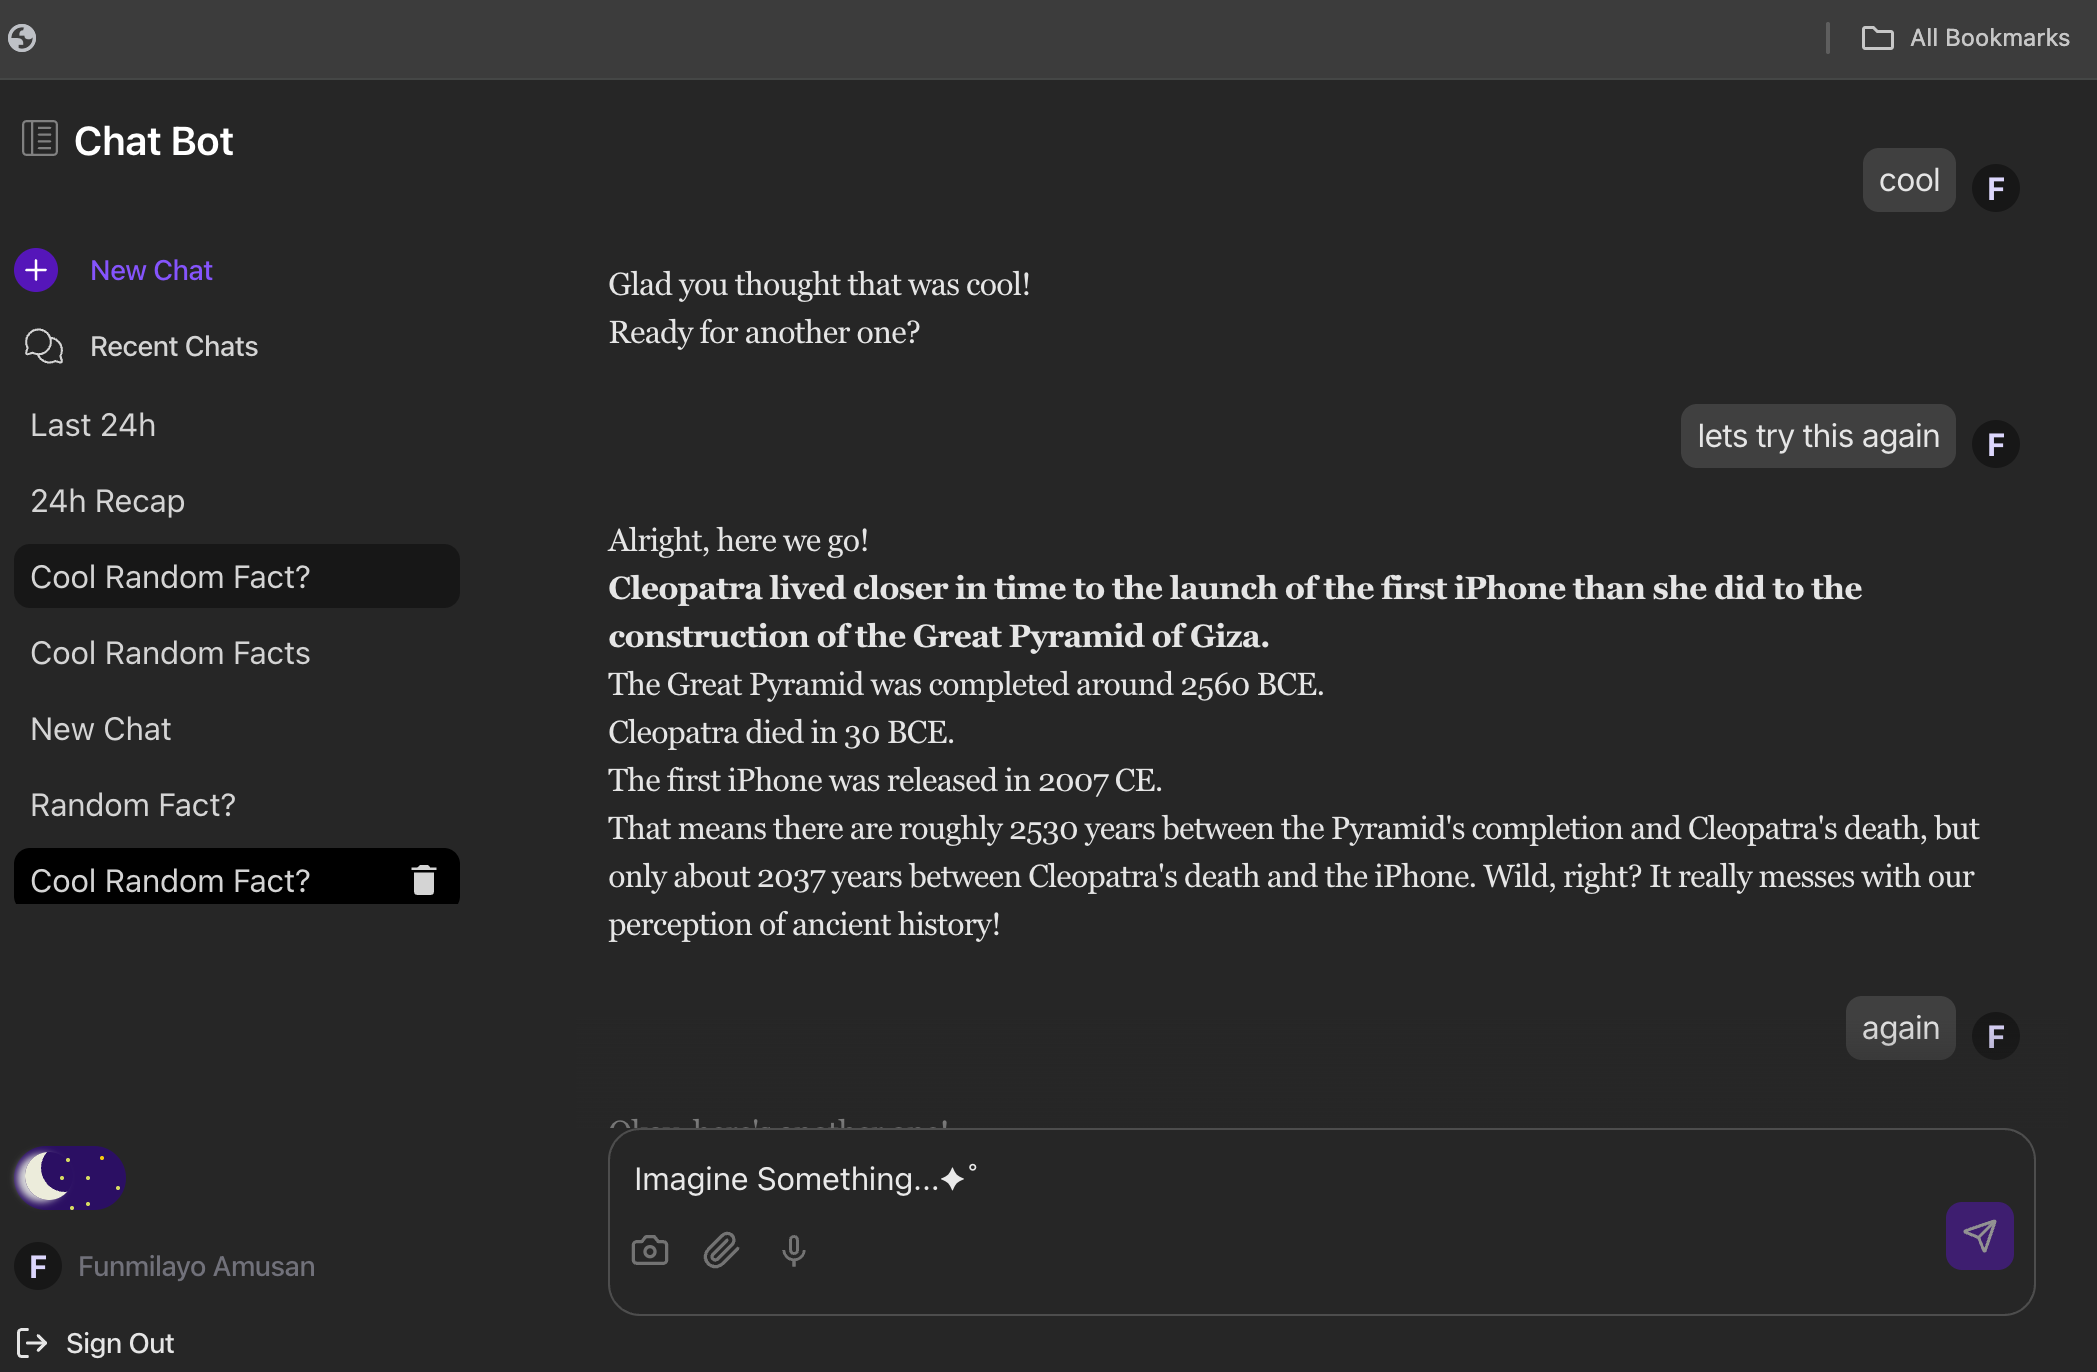 All Bookmarks
Chat Bot
New Chat
Recent Chats
Last 24h
24h Recap
Cool Random Fact?
Cool Random Facts
New Chat
Random Fact?
Cool Random Fact?
F
Funmilayo Amusan
Sign Out
cool
F
Glad you thought that was cool!
Ready for another one?
lets try this again
F
Alright, here we go!
Cleopatra lived closer in time to the launch of the first iPhone than she did to the
construction of the Great Pyramid of Giza.
The Great Pyramid was completed around 2560 BCE.
Cleopatra died in 30 BCE.
The first iPhone was released in 2007 CE.
That means there are roughly 2530 years between the Pyramid's completion and Cleopatra's death, but
only about 2037 years between Cleopatra's death and the iPhone. Wild, right? It really messes with our
perception of ancient history!
again
F
Okay, here's another one!
Imagine Something...✦˚